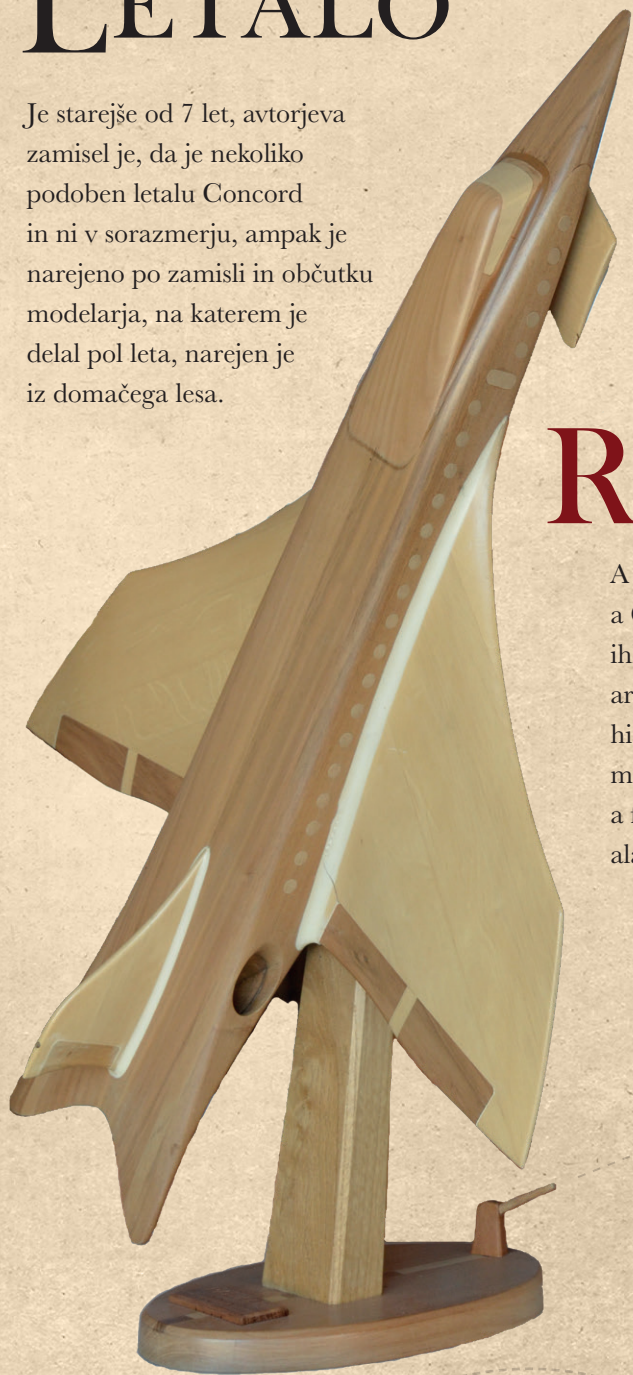 LETALO
Je starejše od 7 let, avtorjeva
zamisel je, da je nekoliko
podoben letalu Concord
in ni v sorazmerju, ampak je
narejeno po zamisli in občutku
modelarja, na katerem je
delal pol leta, narejen je
iz domačega lesa.
R
A
a
ih
hi
m
a